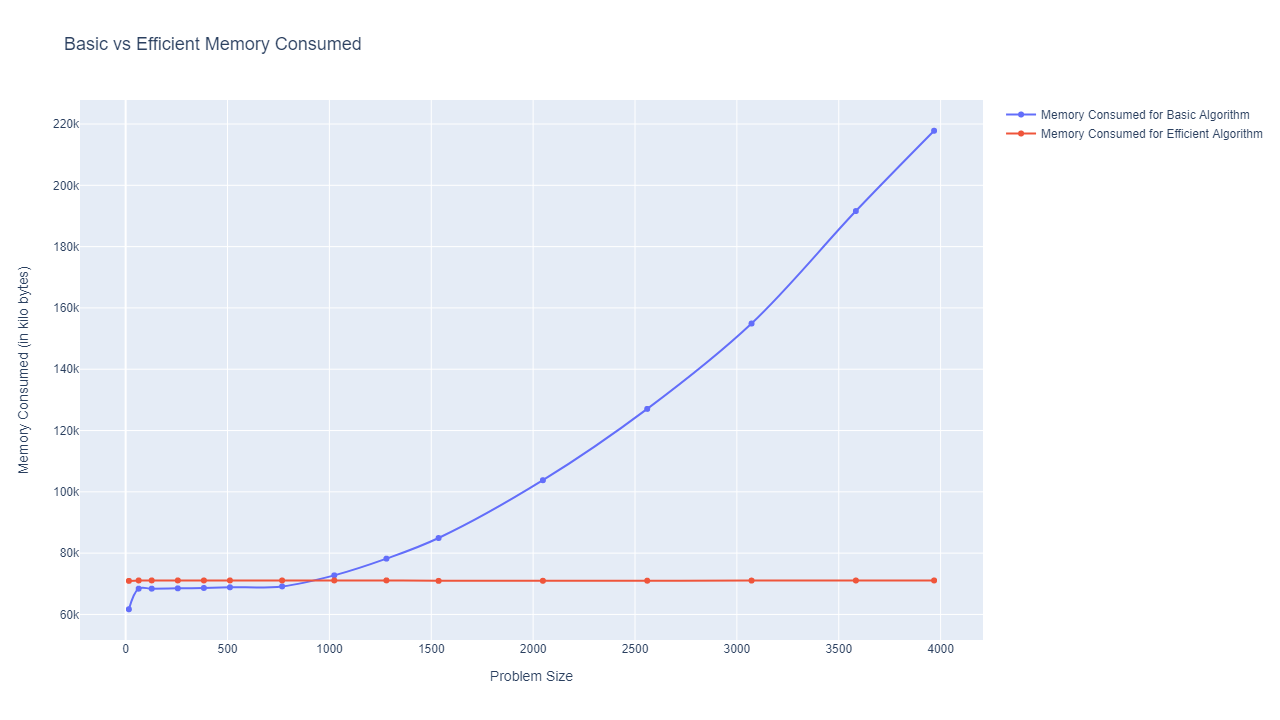 Basic vs Efficient Memory Consumed
Memory Consumed for Basic Algorithm
Memory Consumed for Efficient Algorithm
220k
200k
180k
160k
140k
120k
100k
80k
60k
Memory Consumed (in kilo bytes)
0 500 1000 1500 2000 2500 3000 3500 4000
Problem Size